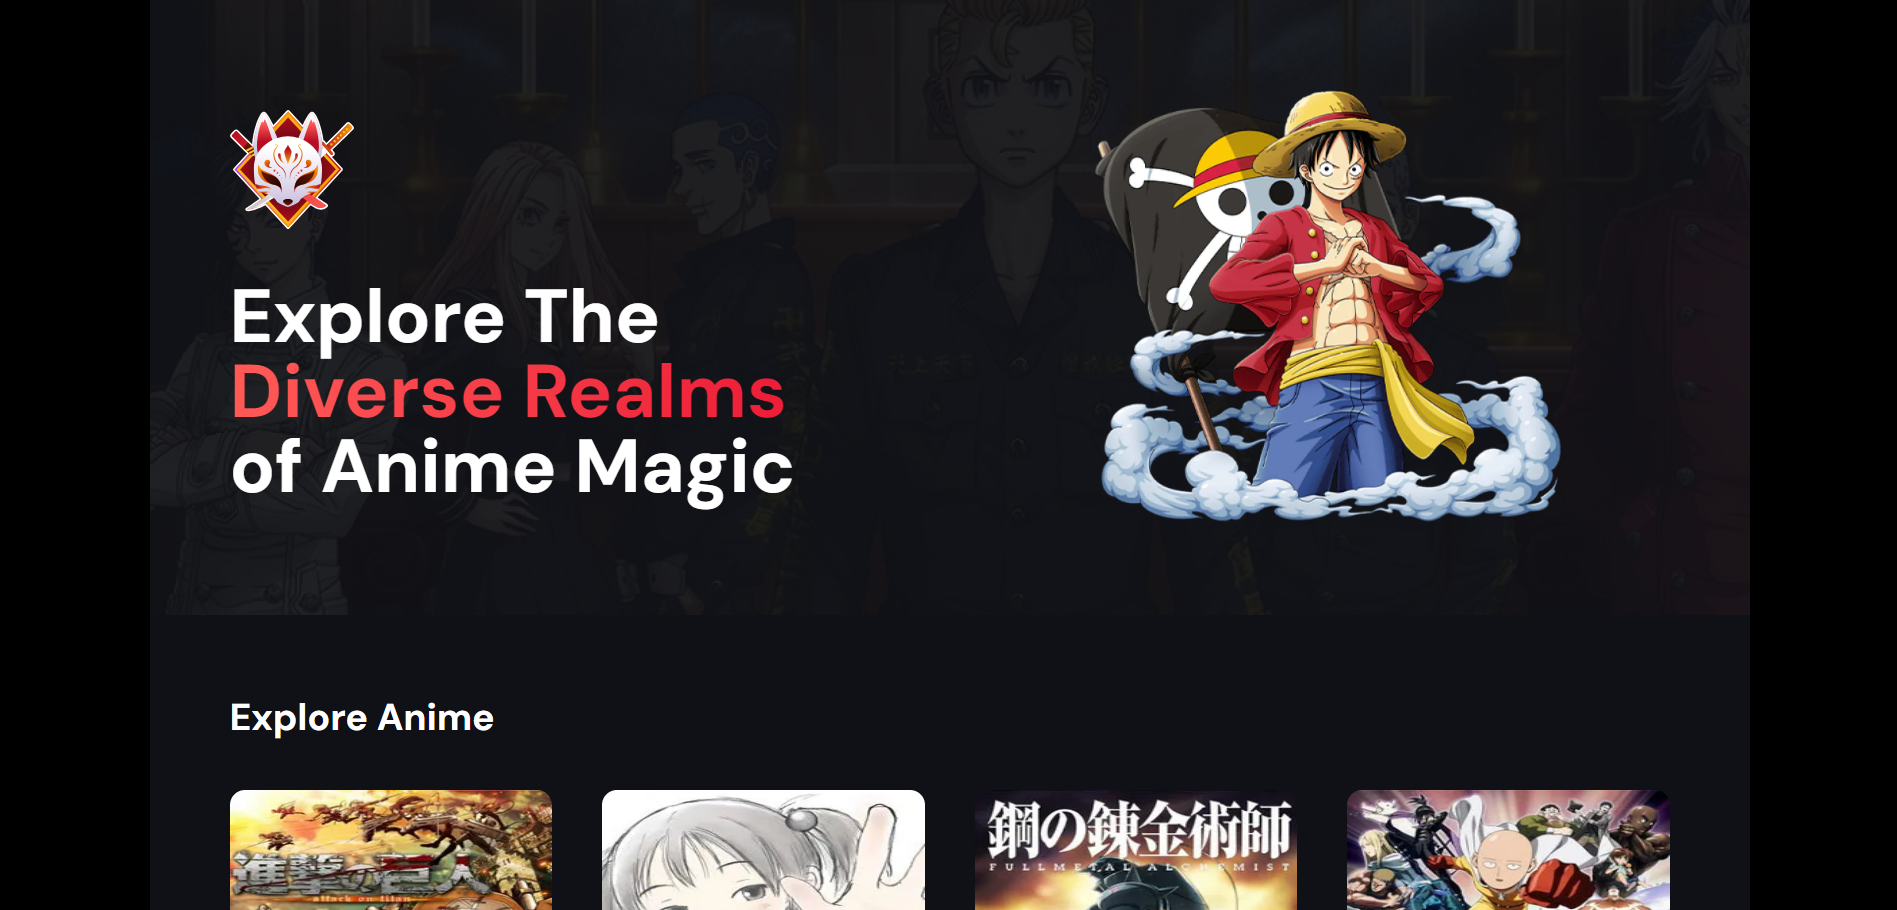 Explore The
Diverse Realms
of Anime Magic
Explore Anime
進撃の巨人
attack on titan
鋼の錬金術師
FULLMETAL ALCHEMIST